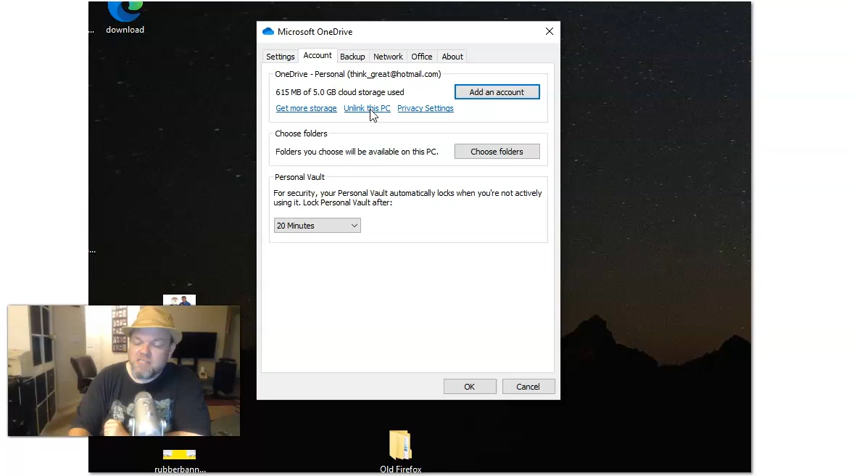 download
Microsoft OneDrive
Settings
Account
Backup
Network
Office
About
OneDrive - Personal (think_great@hotmail.com)
615 MB of 5.0 GB cloud storage used
Add an account
Get more storage
Unlink this PC
Privacy Settings
Choose folders
Folders you choose will be available on this PC.
Choose folders
Personal Vault
For security, your Personal Vault automatically locks when you're not actively
using it. Lock Personal Vault after:
20 Minutes
OK
Cancel
rubberbann...
Old Firefox